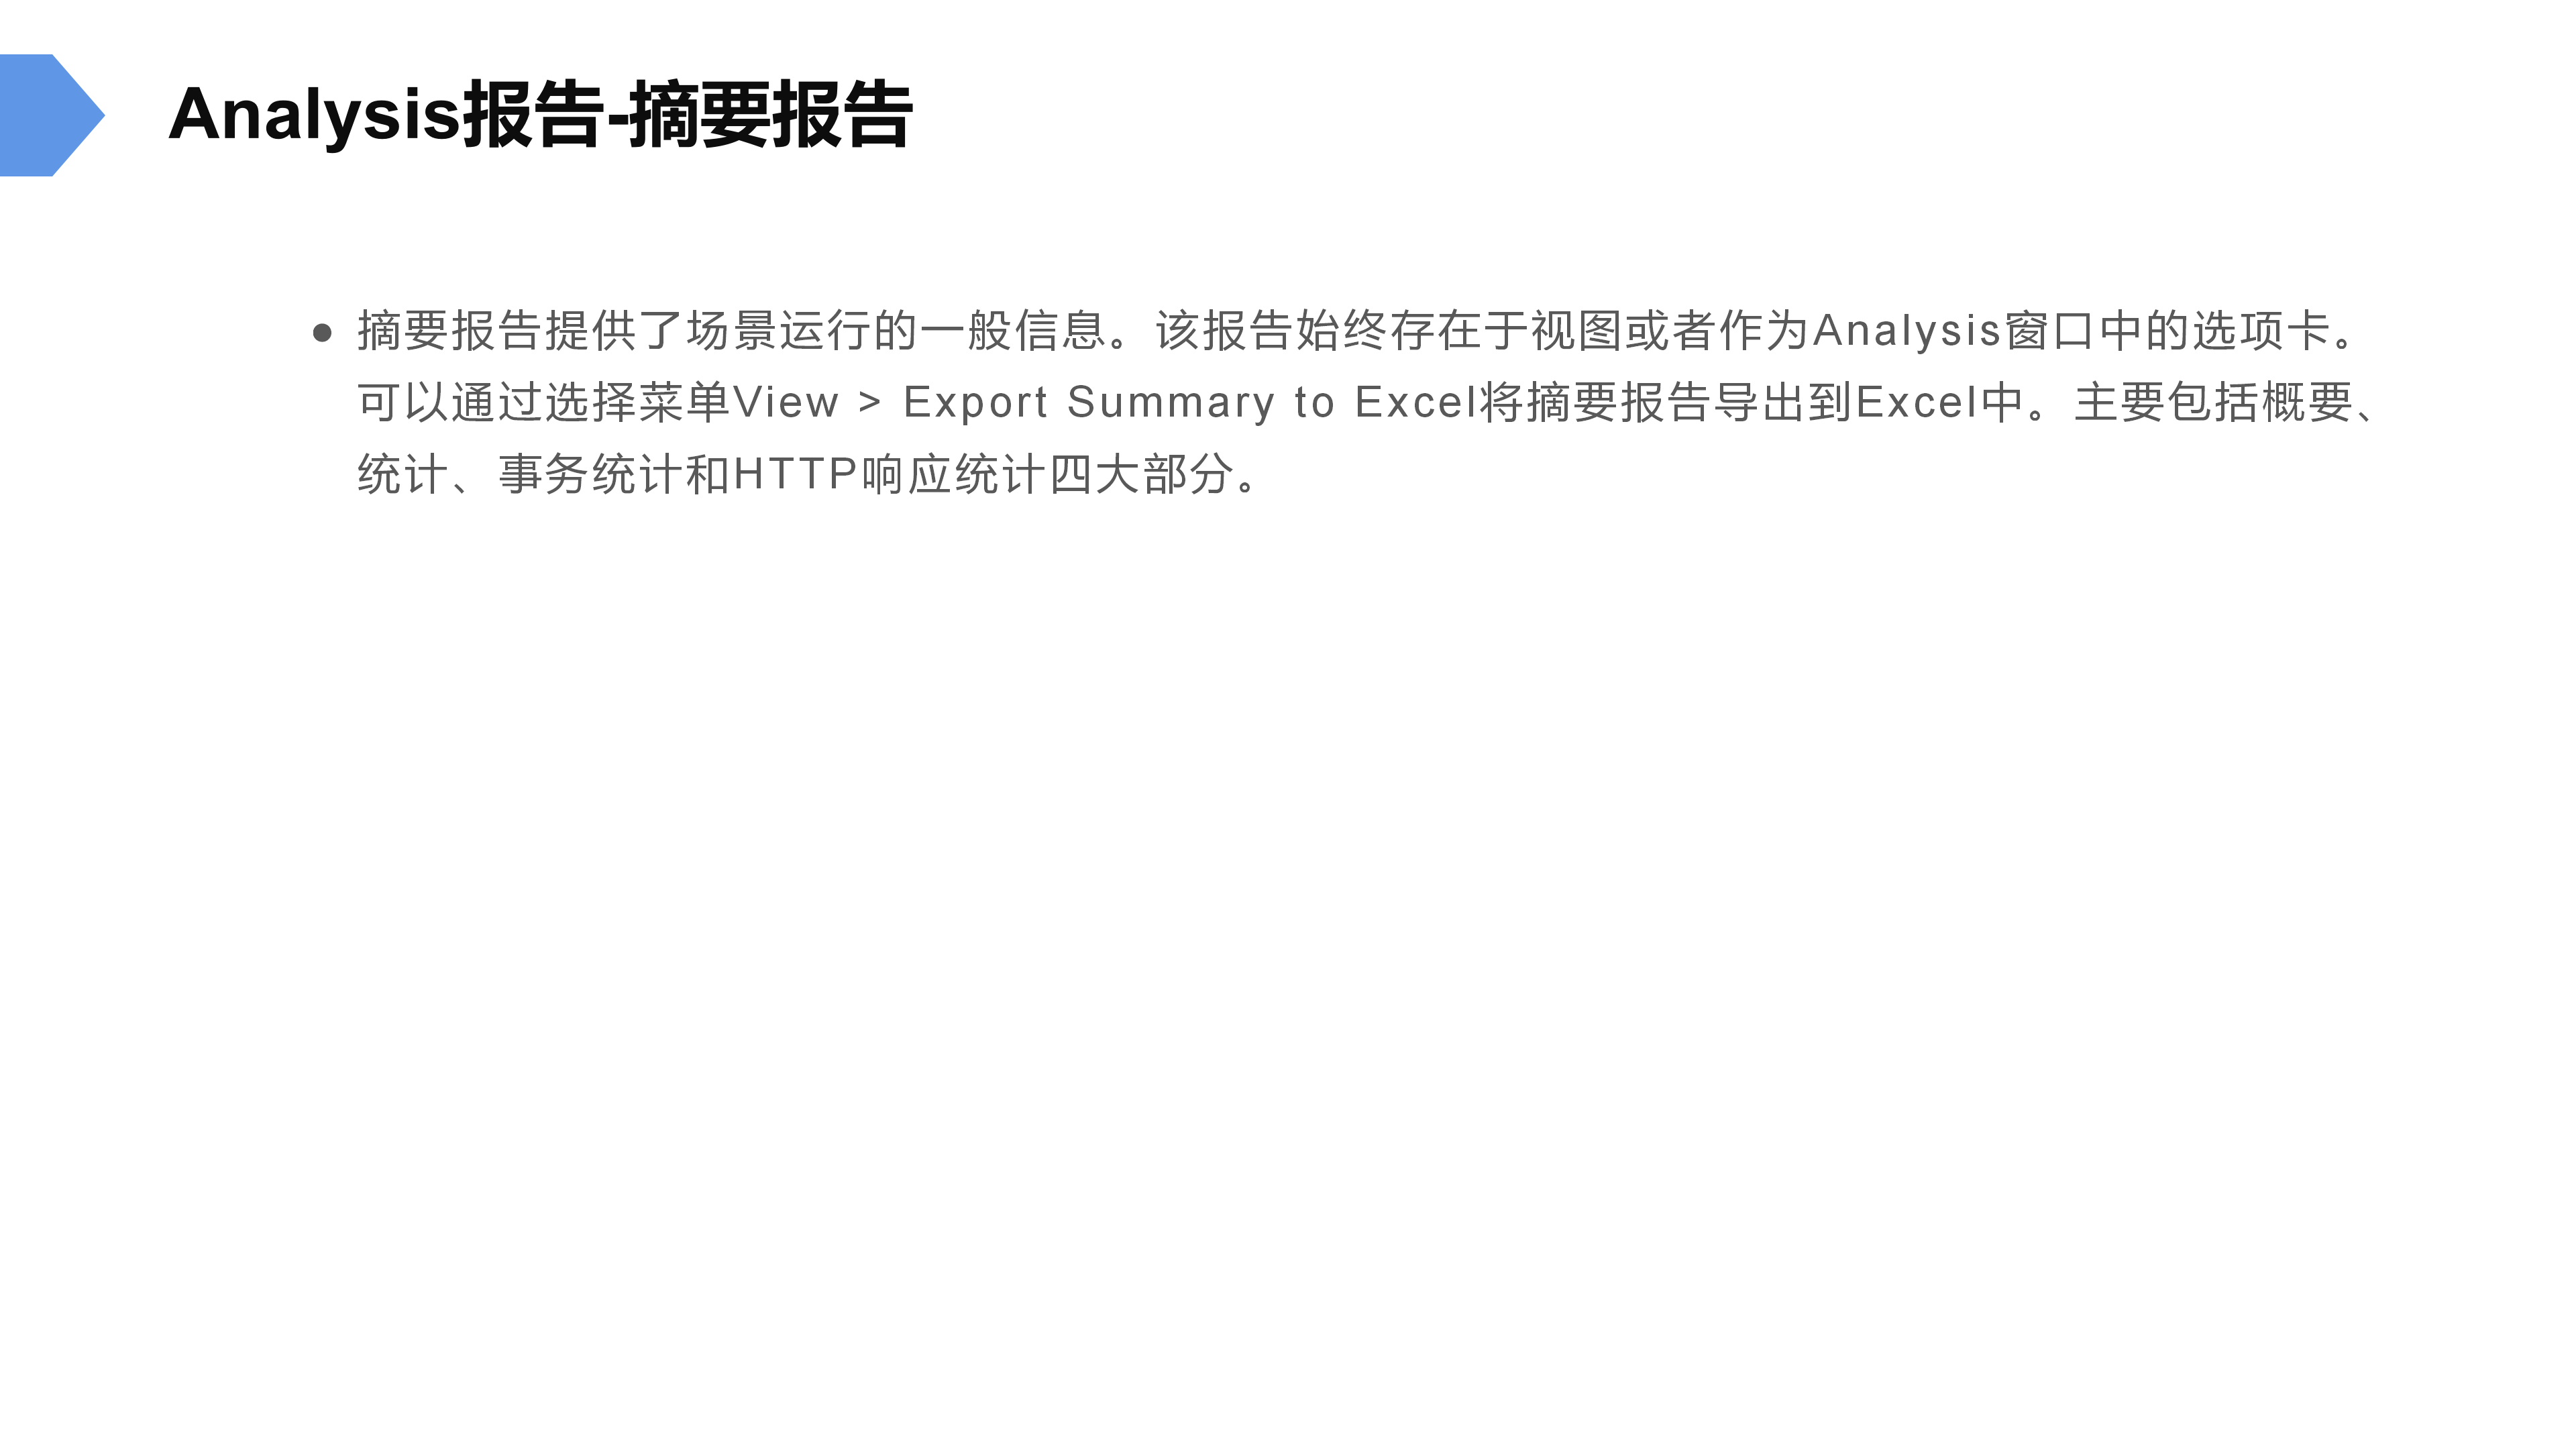 Analysis报告-摘要报告
● 摘要报告提供了场景运行的一般信息。该报告始终存在于视图或者作为Analysis窗口中的选项卡。
可以通过选择菜单View > Export Summary to Excel将摘要报告导出到Excel中。主要包括概要、
统计、事务统计和HTTP响应统计四大部分。